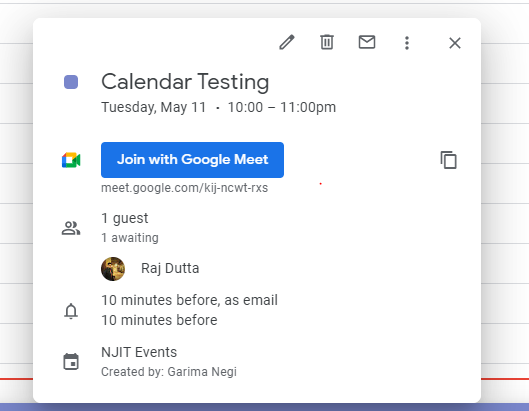 Calendar Testing
Tuesday, May 11 • 10:00 – 11:00pm
Join with Google Meet
meet.google.com/kij-ncwt-rxs
1 guest
1 awaiting
Raj Dutta
10 minutes before, as email
10 minutes before
NJIT Events
Created by: Garima Negi